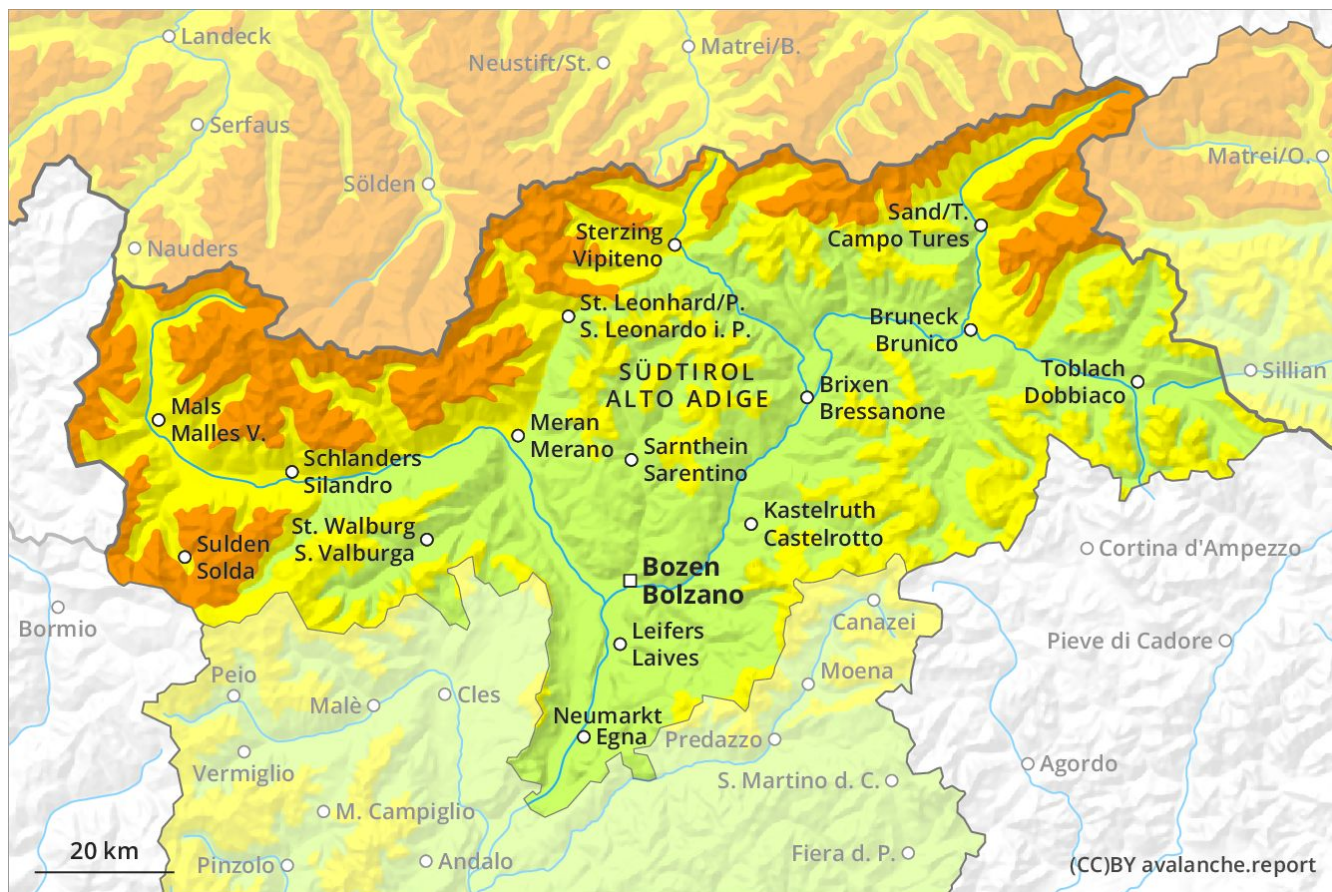 Landeck
Neustift/St.
Matrei/B.
Serfaus
Matrei/O.
Sölden
Sand/T.
Campo Tures
Sterzing
Vipiteno
Nauders
St. Leonhard/P.
S. Leonardo i. P.
Bruneck
Brunico
SÜDTIROL
ALTO ADIGE
Toblach
Dobbiaco
Sillian
Brixen
Bressanone
Mals
Malles V.
Meran
Merano
Sarnthein
Sarentino
Schlanders
Silandro
Kastelruth
Castelrotto
St. Walburg
S. Valburga
Sulden
Solda
Cortina d'Ampezzo
Bozen
Bolzano
Bormio
Canazei
Leifers
Laives
Pieve di Cadore
Peio
Moena
Malè
Cles
Neumarkt
Egna
Predazzo
Vermiglio
Agordo
S. Martino d. C.
M. Campiglio
20 km
Pinzolo
Andalo
Fiera d. P.
(CC)BY avalanche.report